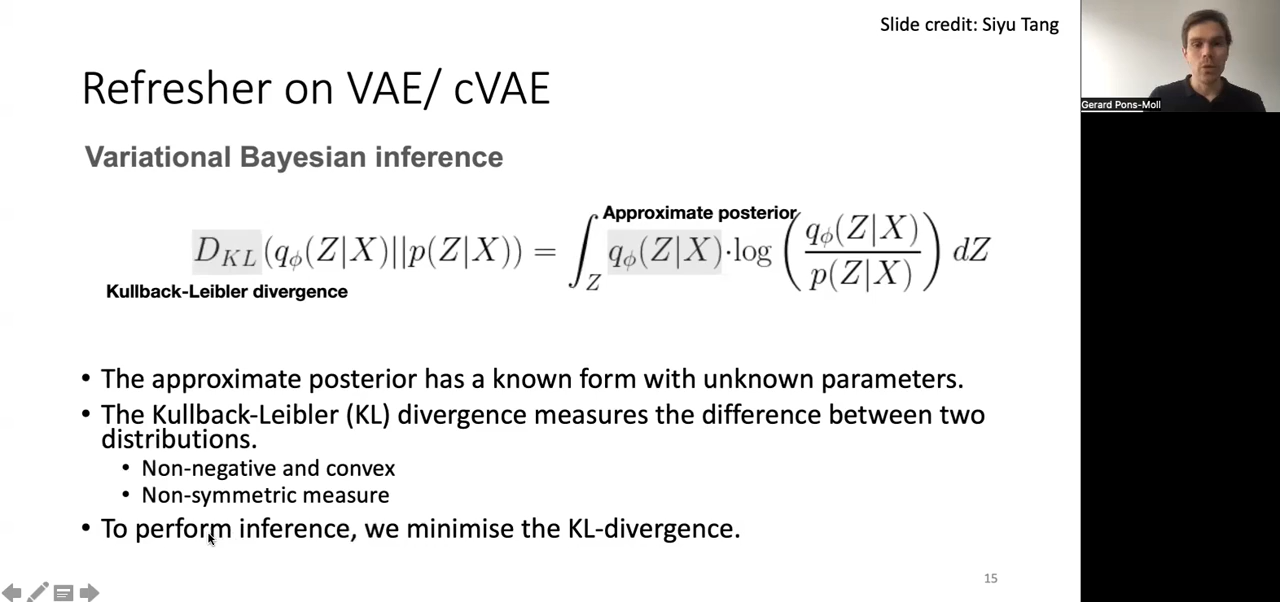 Slide credit: Siyu Tang
Gerard Pons-Moll
Refresher on VAE/ cVAE
Variational Bayesian inference
Approximate posterior
D_{KL}(q_ϕ(Z|X)||p(Z|X)) = ∫_Z q_ϕ(Z|X)·log(q_ϕ(Z|X)/p(Z|X)) dZ
Kullback-Leibler divergence
• The approximate posterior has a known form with unknown parameters.
• The Kullback-Leibler (KL) divergence measures the difference between two
distributions.
• Non-negative and convex
• Non-symmetric measure
• To perform inference, we minimise the KL-divergence.
15